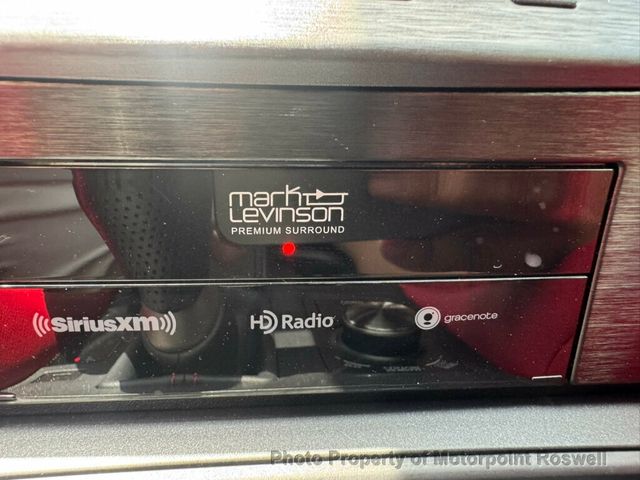 mark
Levinson
PREMIUM SURROUND
SiriusXM
HD Radio
gracenote
Photo Property of Motorpoint Roswell